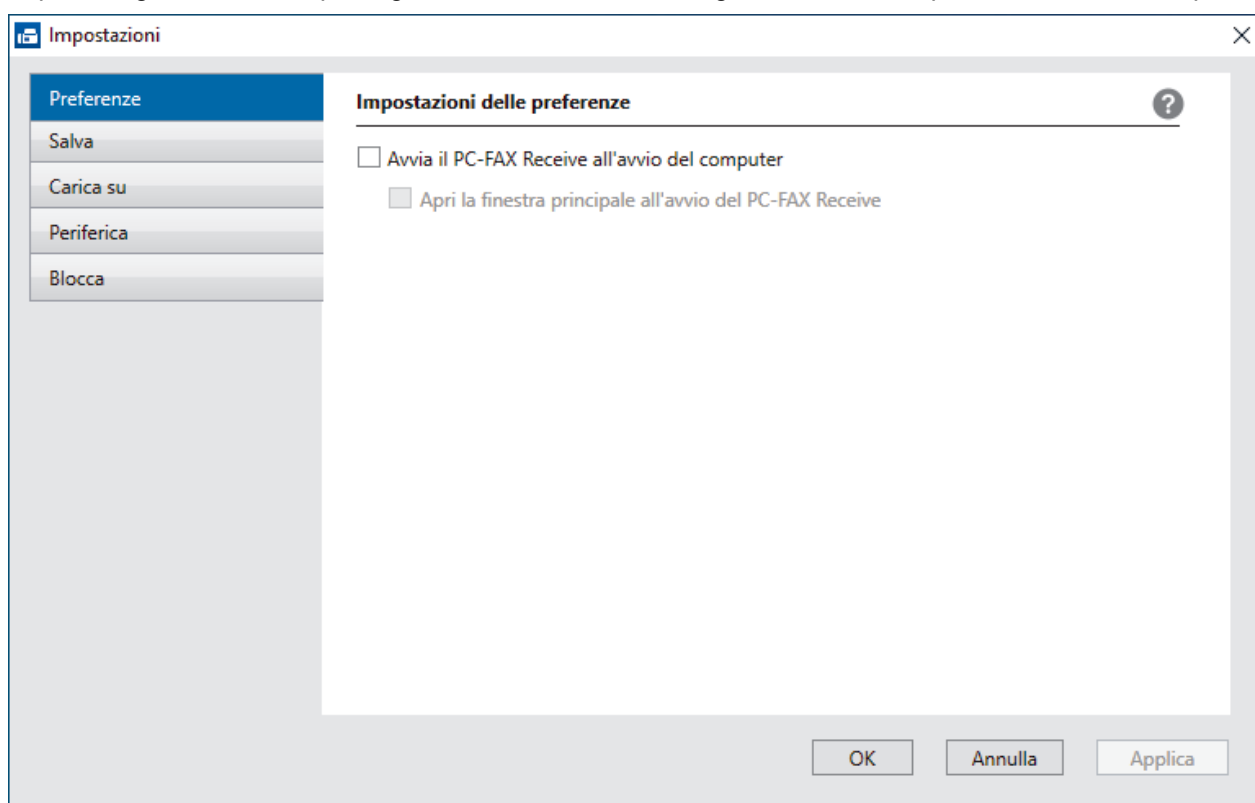 Impostazioni
Preferenze
Salva
Carica su
Periferica
Blocca
Impostazioni delle preferenze
?
Avvia il PC-FAX Receive all'avvio del computer
Apri la finestra principale all'avvio del PC-FAX Receive
OK
Annulla
Applica